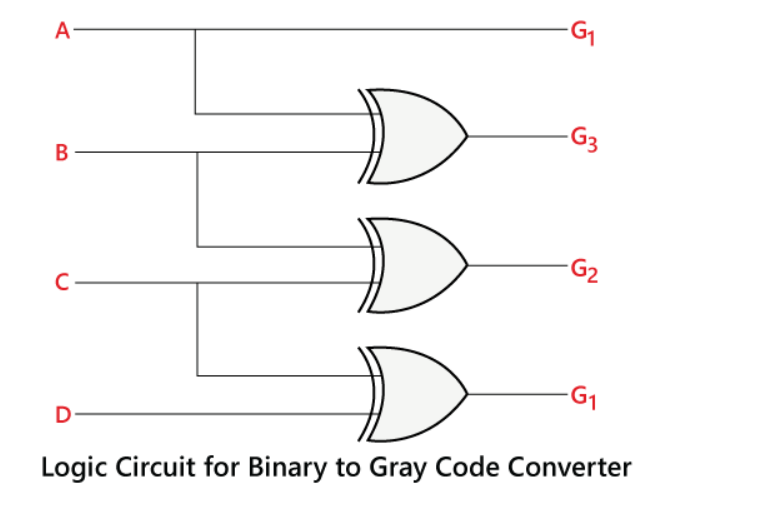 A G1
G3
B
G2
C
G1
D
Logic Circuit for Binary to Gray Code Converter